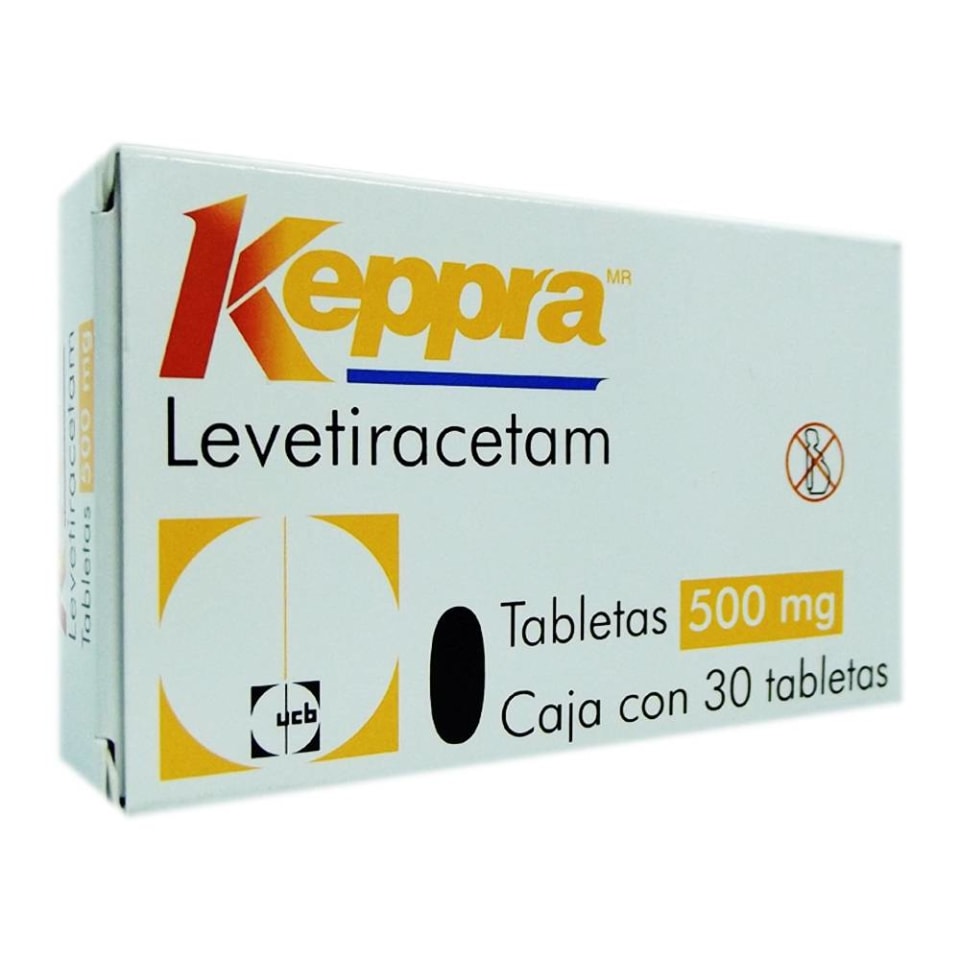 Keppra MR
Levetiracetam
ucb
Tabletas 500 mg
Caja con 30 tabletas
Levetiracetam
Tabletas 500 mg